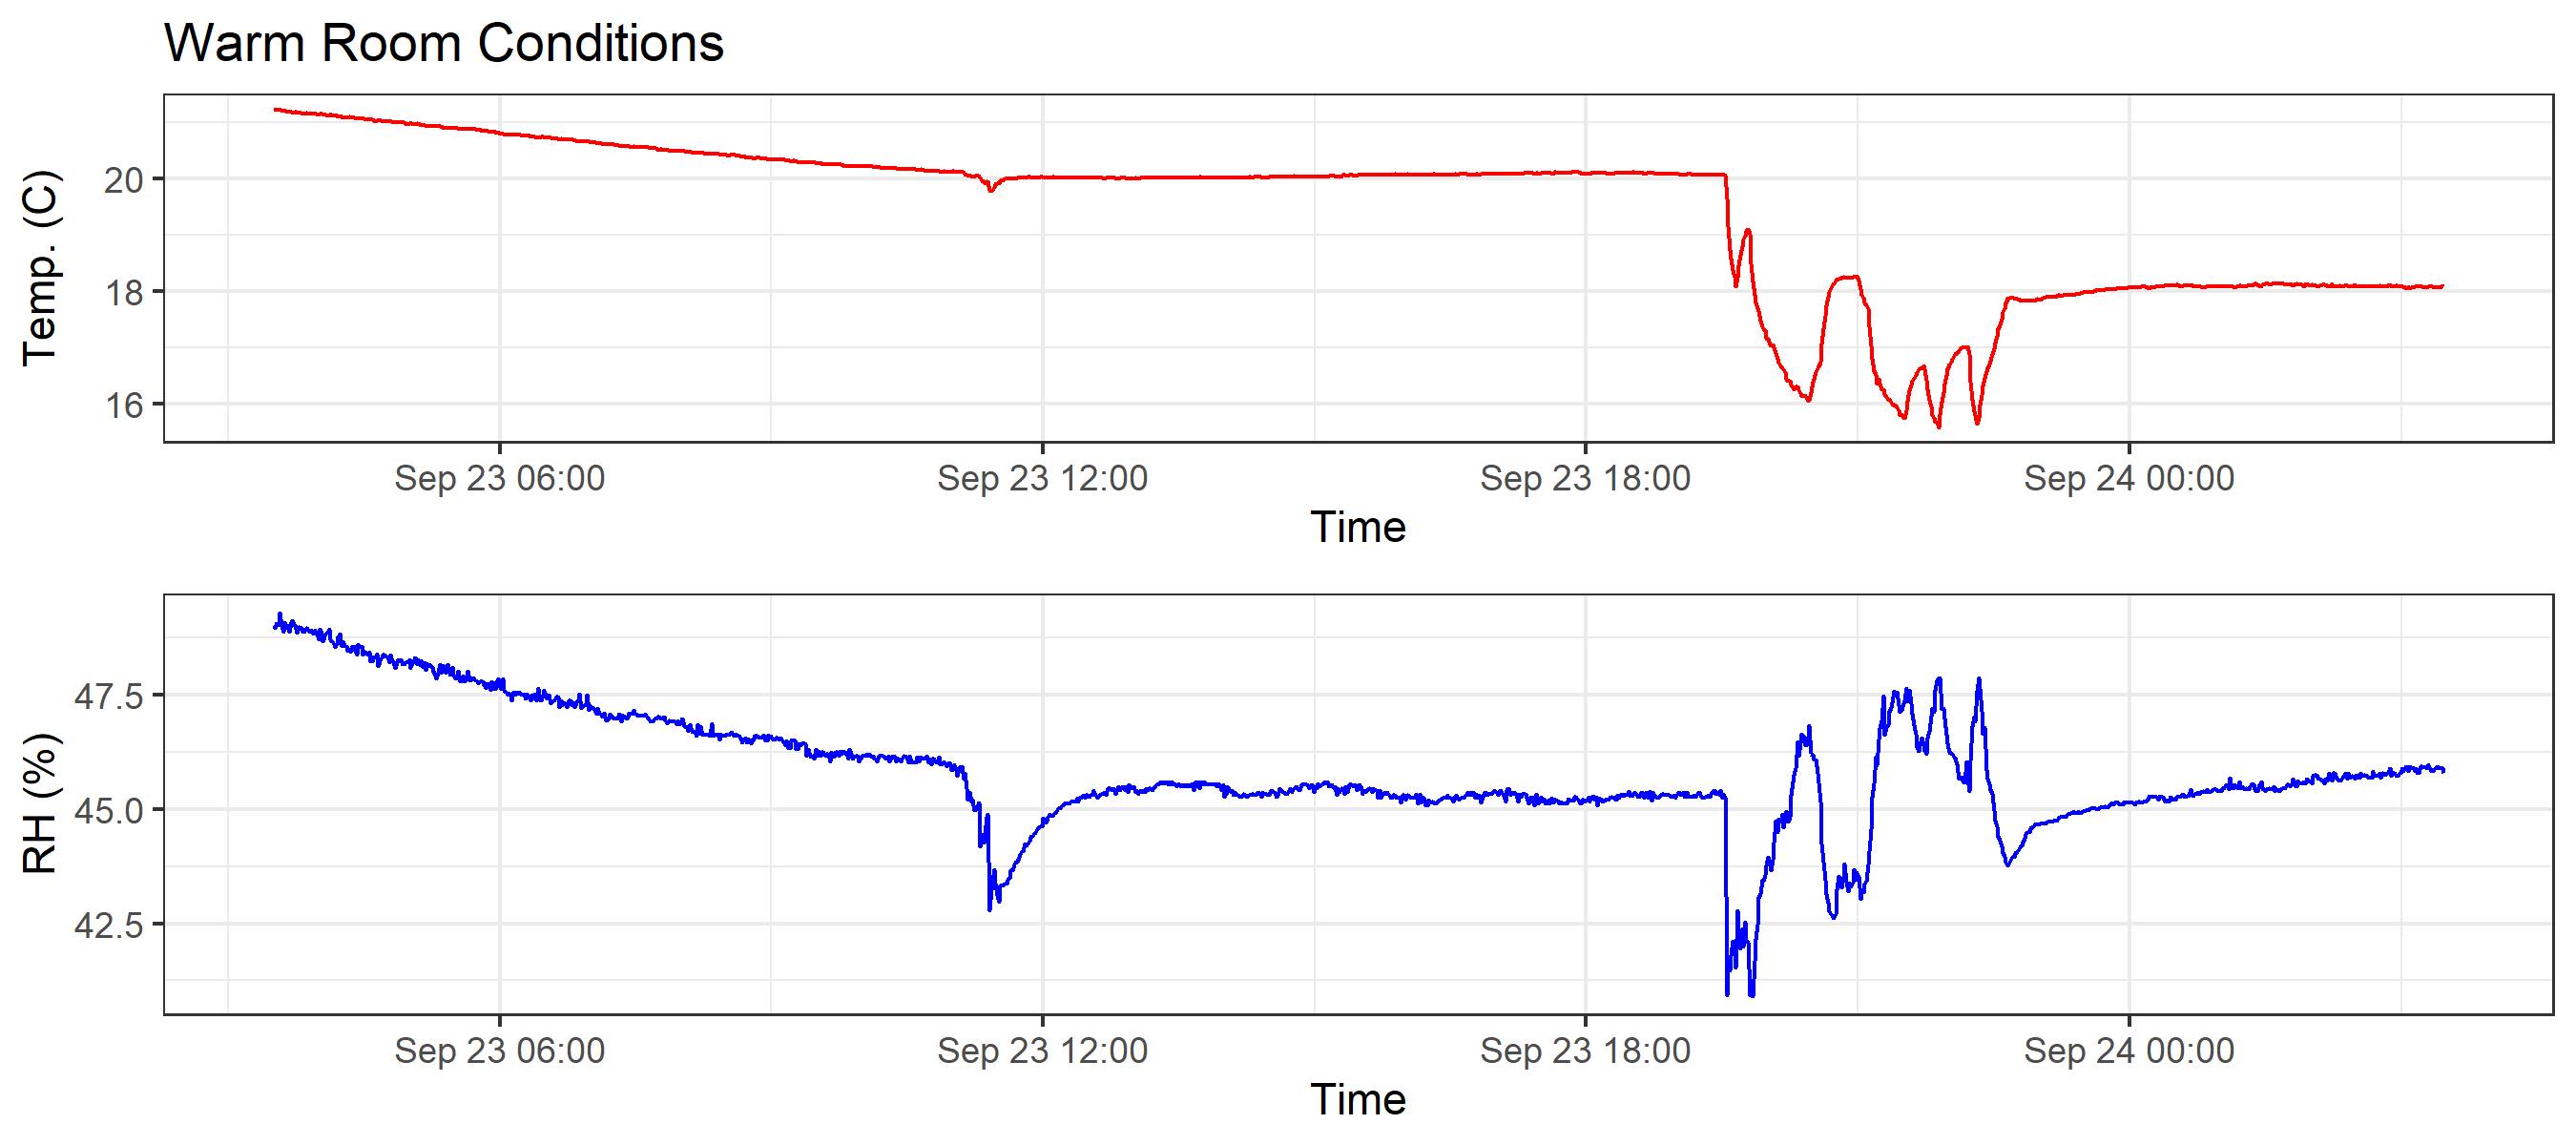 Warm Room Conditions
Temp. (C)
20
18
16
Sep 23 06:00 Sep 23 12:00 Sep 23 18:00 Sep 24 00:00
Time
RH (%)
47.5
45.0
42.5
Sep 23 06:00 Sep 23 12:00 Sep 23 18:00 Sep 24 00:00
Time